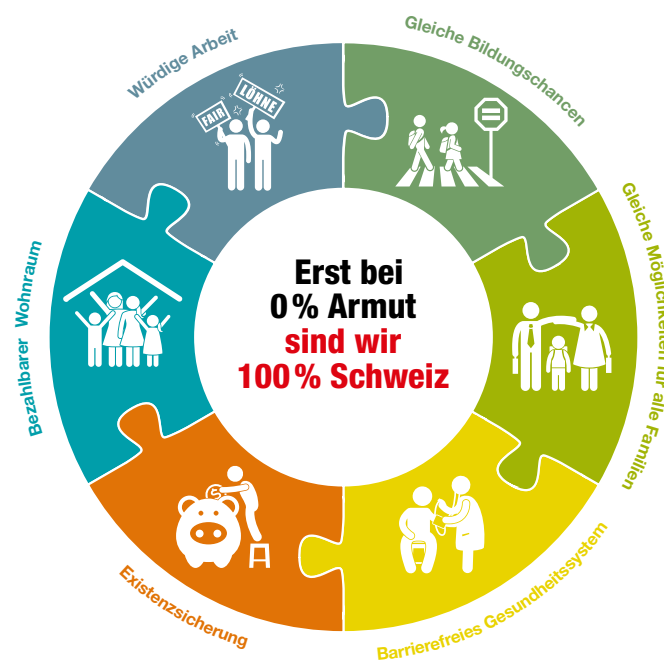 Würdige Arbeit
Gleiche Bildungschancen
FAIR
LÖHNE
Gleiche Möglichkeiten für alle Familien
Bezahlbarer Wohnraum
Erst bei
0 % Armut
sind wir
100 % Schweiz
Existenzsicherung
Barrierefreies Gesundheitssystem